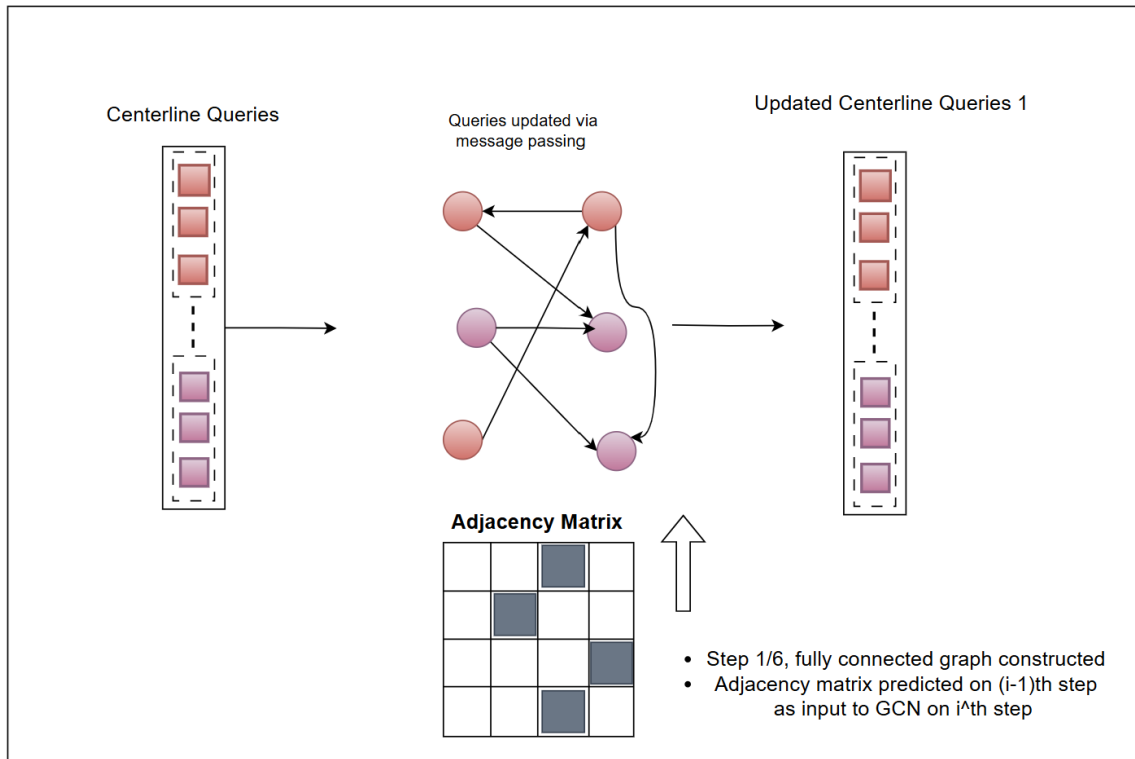 Centerline Queries
Queries updated via
message passing
Updated Centerline Queries 1
Adjacency Matrix
• Step 1/6, fully connected graph constructed
• Adjacency matrix predicted on (i-1)th step
as input to GCN on i^th step